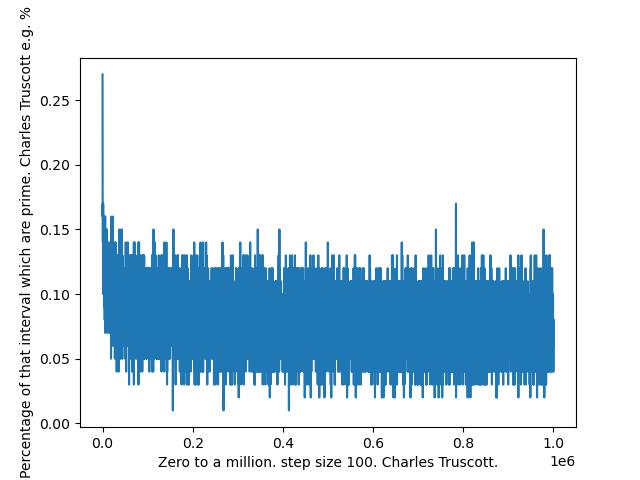 Percentage of that interval which are prime. Charles Truscott e.g. %
0.25
0.20
0.15
0.10
0.05
0.00
0.0 0.2 0.4 0.6 0.8 1.0
1e6
Zero to a million. step size 100. Charles Truscott.